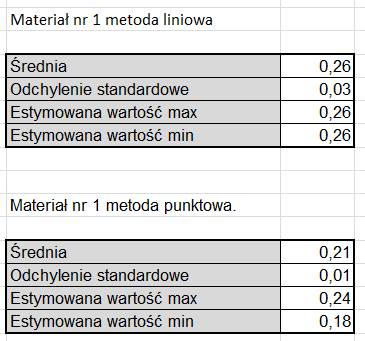 Materiał nr 1 metoda liniowa
Średnia 0,26
Odchylenie standardowe 0,03
Estymowana wartość max 0,26
Estymowana wartość min 0,26
Materiał nr 1 metoda punktowa.
Średnia 0,21
Odchylenie standardowe 0,01
Estymowana wartość max 0,24
Estymowana wartość min 0,18